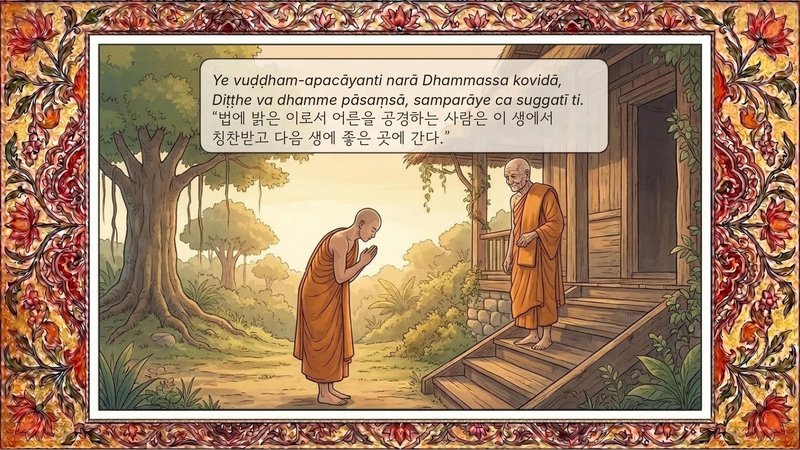 Ye vuḍḍham-apacāyanti narā Dhammassa kovidā,
Diṭṭhe va dhamme pāsaṃsā, samparāye ca suggatī ti.
“법에 밝은 이로서 어른을 공경하는 사람은 이 생에서
칭찬받고 다음 생에 좋은 곳에 간다.”